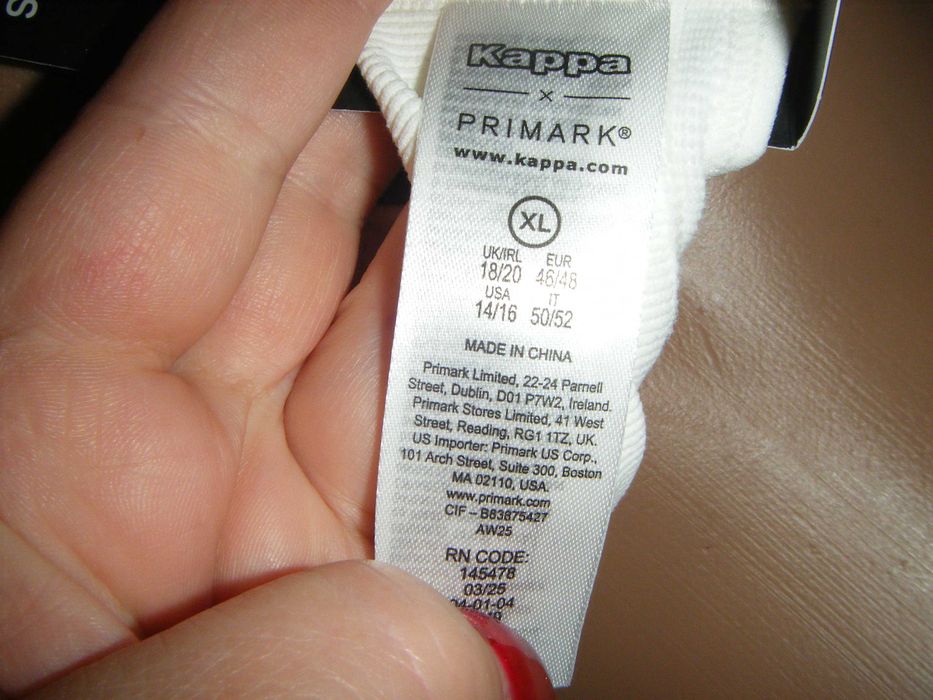 Kappa
×
PRIMARK®
www.kappa.com
XL
UK/IRL EUR
18/20 46/48
USA IT
14/16 50/52
MADE IN CHINA
Primark Limited, 22-24 Parnell
Street, Dublin, D01 P7W2, Ireland.
Primark Stores Limited, 41 West
Street, Reading, RG1 1TZ, UK.
US Importer: Primark US Corp.,
101 Arch Street, Suite 300, Boston
MA 02110, USA.
www.primark.com
CIF – B83875427
AW25
RN CODE:
145478
03/25
04-01-04